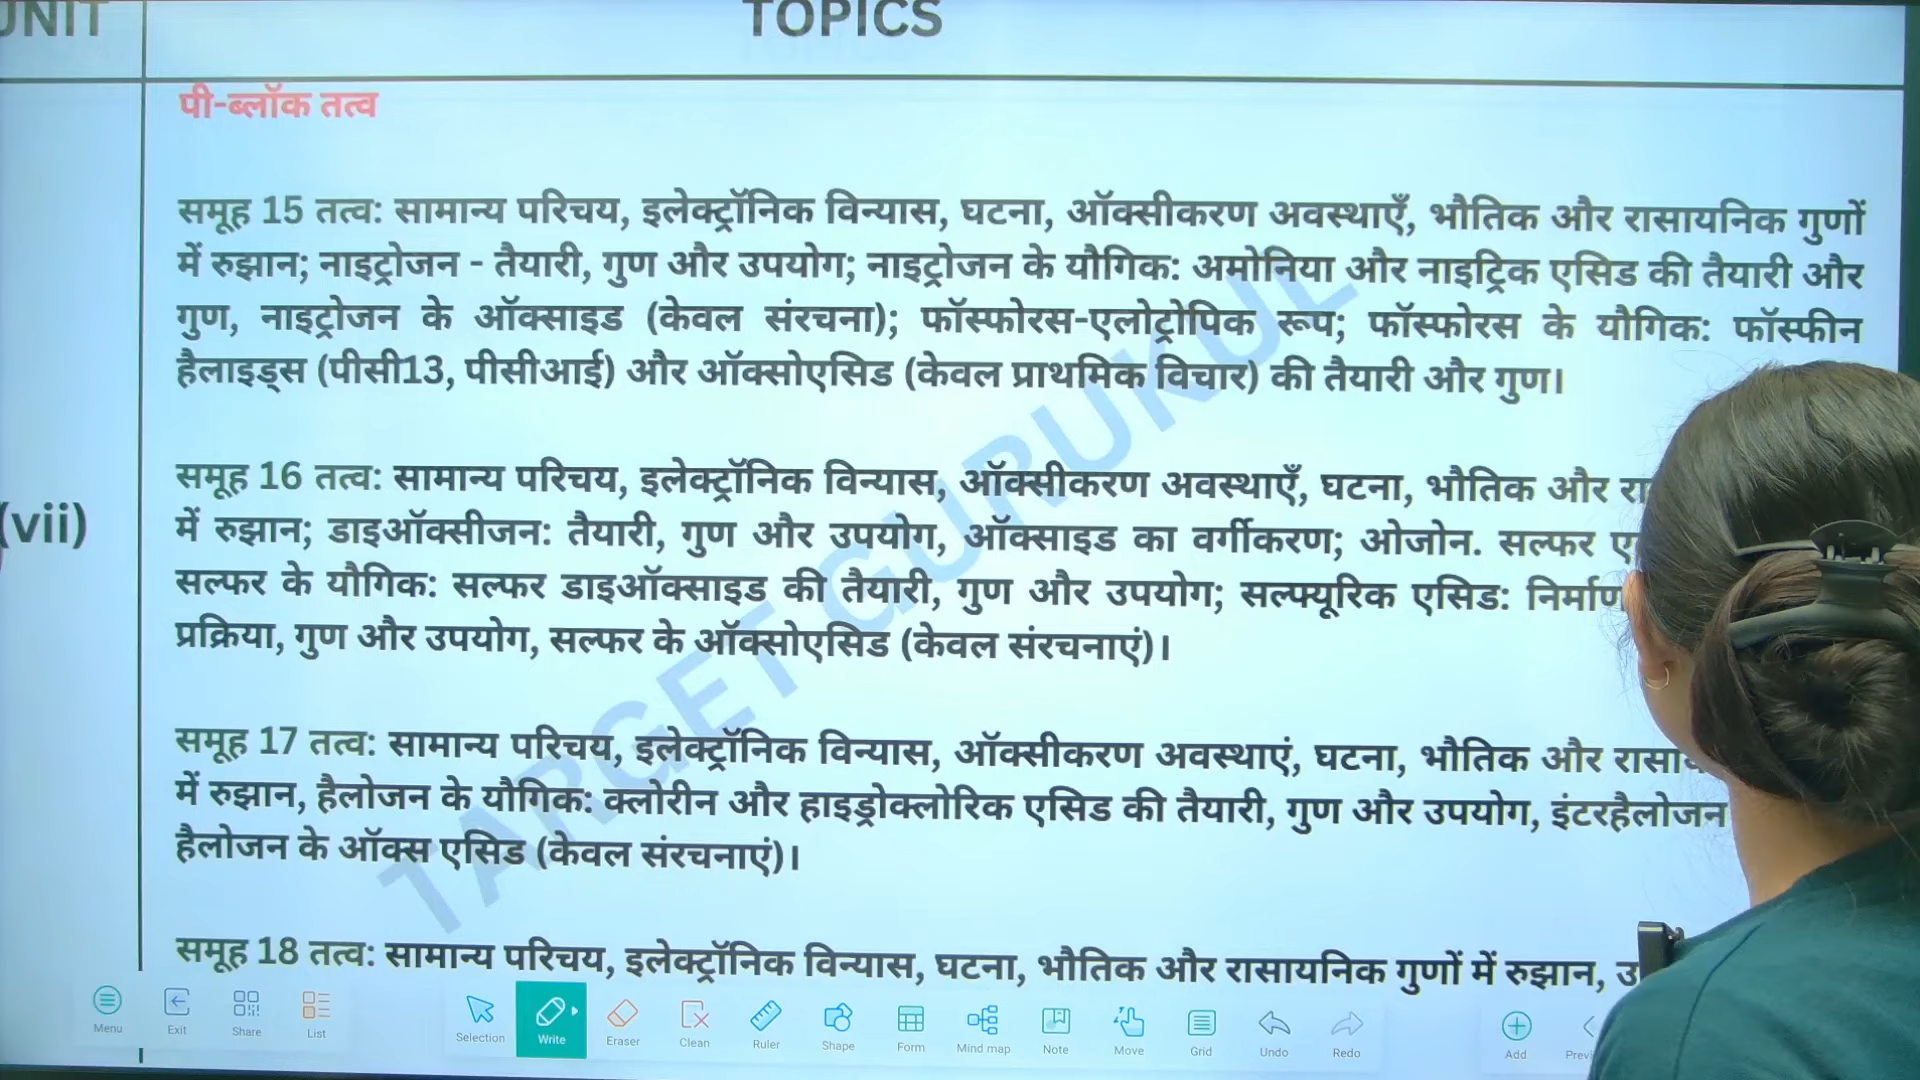 UNIT TOPICS
पी-ब्लॉक तत्व
समूह 15 तत्व: सामान्य परिचय, इलेक्ट्रॉनिक विन्यास, घटना, ऑक्सीकरण अवस्थाएँ, भौतिक और रासायनिक गुणों
में रुझान; नाइट्रोजन - तैयारी, गुण और उपयोग; नाइट्रोजन के यौगिक: अमोनिया और नाइट्रिक एसिड की तैयारी और
गुण, नाइट्रोजन के ऑक्साइड (केवल संरचना); फॉस्फोरस-एलोट्रोपिक रूप; फॉस्फोरस के यौगिक: फॉस्फीन
हैलाइड्स (पीसी13, पीसीआई) और ऑक्सोएसिड (केवल प्राथमिक विचार) की तैयारी और गुण।
समूह 16 तत्व: सामान्य परिचय, इलेक्ट्रॉनिक विन्यास, ऑक्सीकरण अवस्थाएँ, घटना, भौतिक और
(vii)
में रुझान; डाइऑक्सीजन: तैयारी, गुण और उपयोग, ऑक्साइड का वर्गीकरण; ओजोन. सल्फर
सल्फर के यौगिक: सल्फर डाइऑक्साइड की तैयारी, गुण और उपयोग; सल्फ्यूरिक एसिड: निर्माण
प्रक्रिया, गुण और उपयोग, सल्फर के ऑक्सोएसिड (केवल संरचनाएं)।
समूह 17 तत्व: सामान्य परिचय, इलेक्ट्रॉनिक विन्यास, ऑक्सीकरण अवस्थाएं, घटना, भौतिक और
में रुझान, हैलोजन के यौगिक: क्लोरीन और हाइड्रोक्लोरिक एसिड की तैयारी, गुण और उपयोग, इंटरहैलोजन
हैलोजन के ऑक्स एसिड (केवल संरचनाएं)।
समूह 18 तत्व: सामान्य परिचय, इलेक्ट्रॉनिक विन्यास, घटना, भौतिक और रासायनिक गुणों में रुझान,
TARGET GURUKUL
Menu Exit Share List Selection Write Eraser Clean Ruler Shape Form Mind map Note Move Grid Undo Redo Add